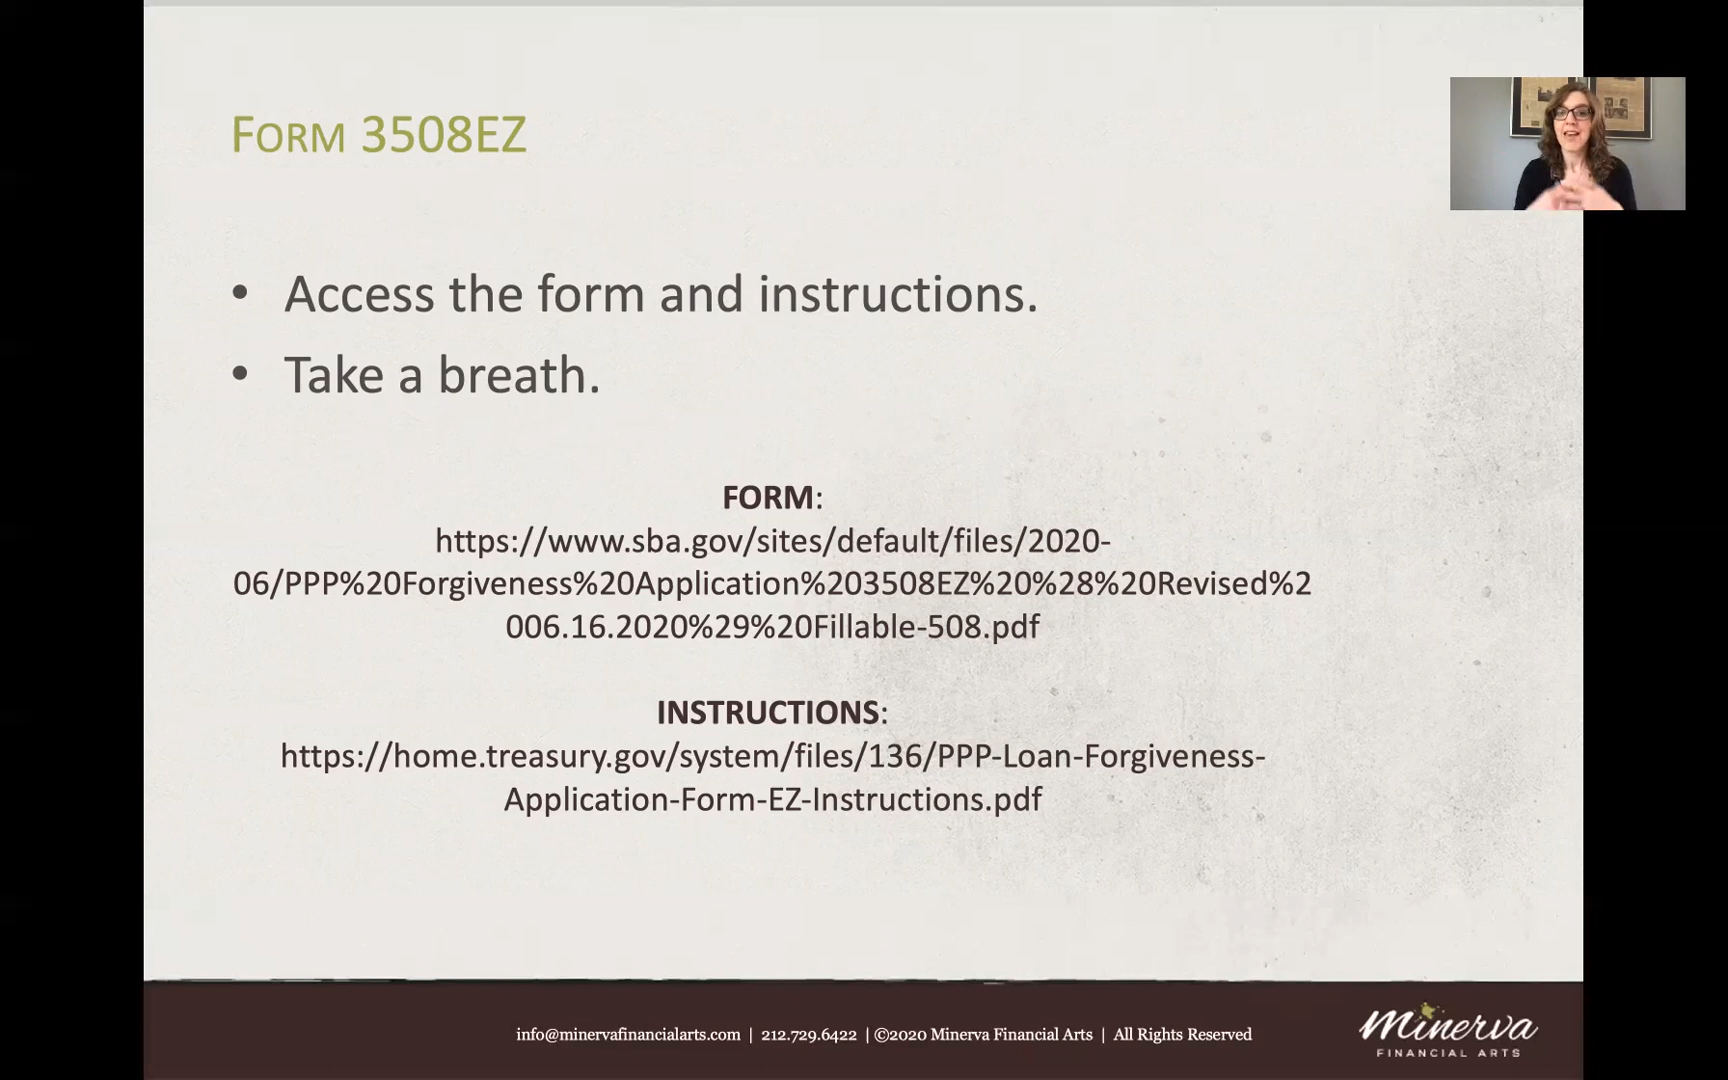 FORM 3508EZ
• Access the form and instructions.
• Take a breath.
FORM:
https://www.sba.gov/sites/default/files/2020-
06/PPP%20Forgiveness%20Application%203508EZ%20%28%20Revised%2
006.16.2020%29%20Fillable-508.pdf
INSTRUCTIONS:
https://home.treasury.gov/system/files/136/PPP-Loan-Forgiveness-
Application-Form-EZ-Instructions.pdf
info@minervafinancialarts.com | 212.729.6422 | ©2020 Minerva Financial Arts | All Rights Reserved
Minerva
FINANCIAL ARTS